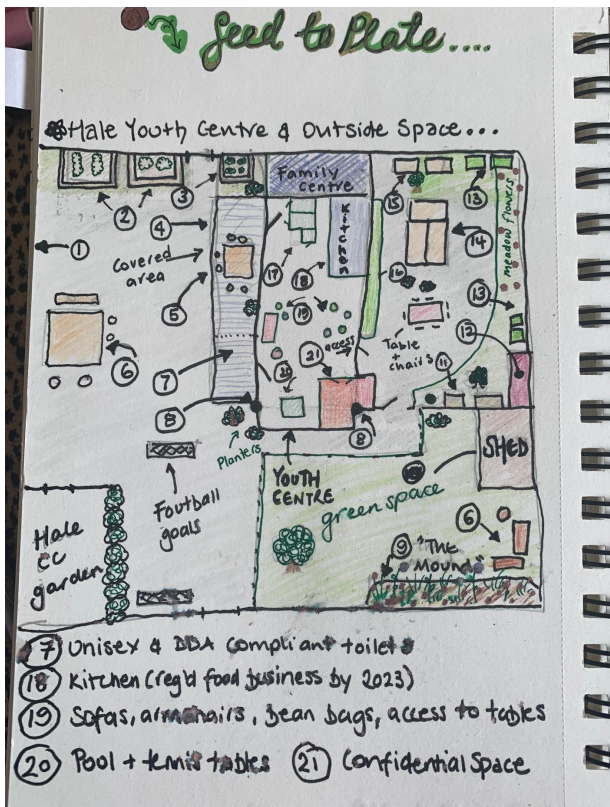 Seed to Plate....
Hale Youth Centre & Outside Space...
Family Centre
Kitchen
Meadow flowers
1
2
3
4
5
6
7
8
Covered area
15
13
14
16
17
18
19
20
21
access
Table + chairs
11
12
13
8
Planters
YOUTH CENTRE
SHED
Football goals
green space
Hale CC garden
9 "The Mound"
6
17 Unisex & DDA Compliant toilets
18 Kitchen (reg'd food business by 2023)
19 Sofas, armchairs, bean bags, access to tables
20 Pool + tennis tables 21 Confidential Space